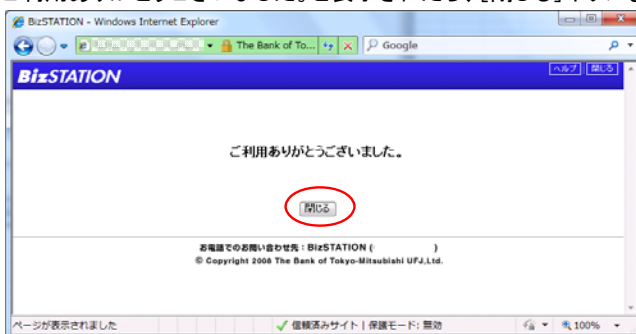 BizSTATION - Windows Internet Explorer
The Bank of To... Google
BizSTATION ヘルプ 閉じる
ご利用ありがとうございました。
閉じる
お電話でのお問い合わせ先：BizSTATION ( )
© Copyright 2008 The Bank of Tokyo-Mitsubishi UFJ,Ltd.
ページが表示されました 信頼済みサイト | 保護モード: 無効 100%